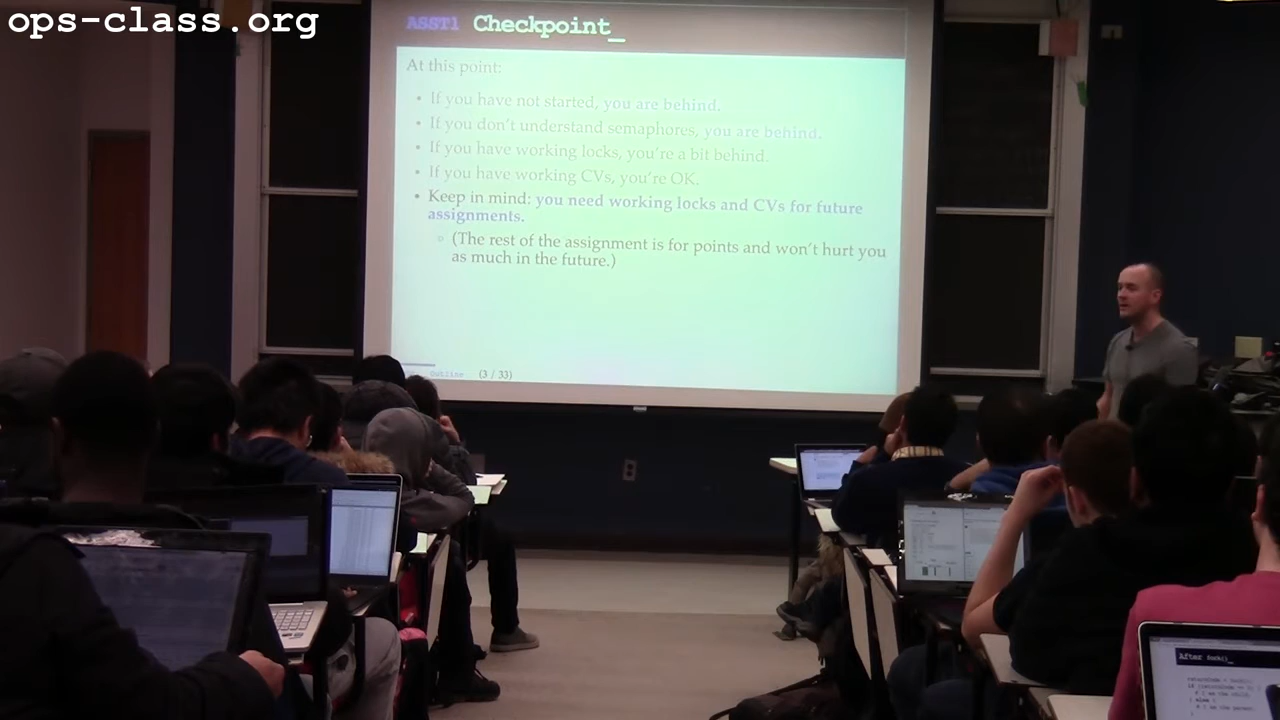 ops-class.org
ASST1 Checkpoint_
At this point:
• If you have not started, you are behind.
• If you don't understand semaphores, you are behind.
• If you have working locks, you're a bit behind.
• If you have working CVs, you're OK.
• Keep in mind: you need working locks and CVs for future
assignments.
◦ (The rest of the assignment is for points and won't hurt you
as much in the future.)
Outline (3 / 33)
After fork()_